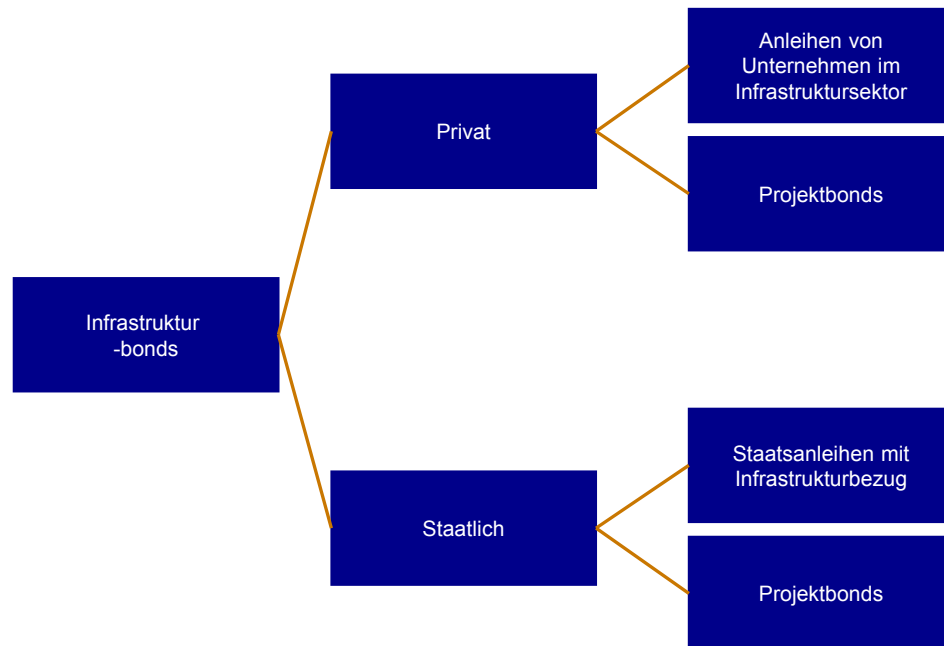 Anleihen von
Unternehmen im
Infrastruktursektor
Privat
Projektbonds
Infrastruktur
-bonds
Staatsanleihen mit
Infrastrukturbezug
Staatlich
Projektbonds